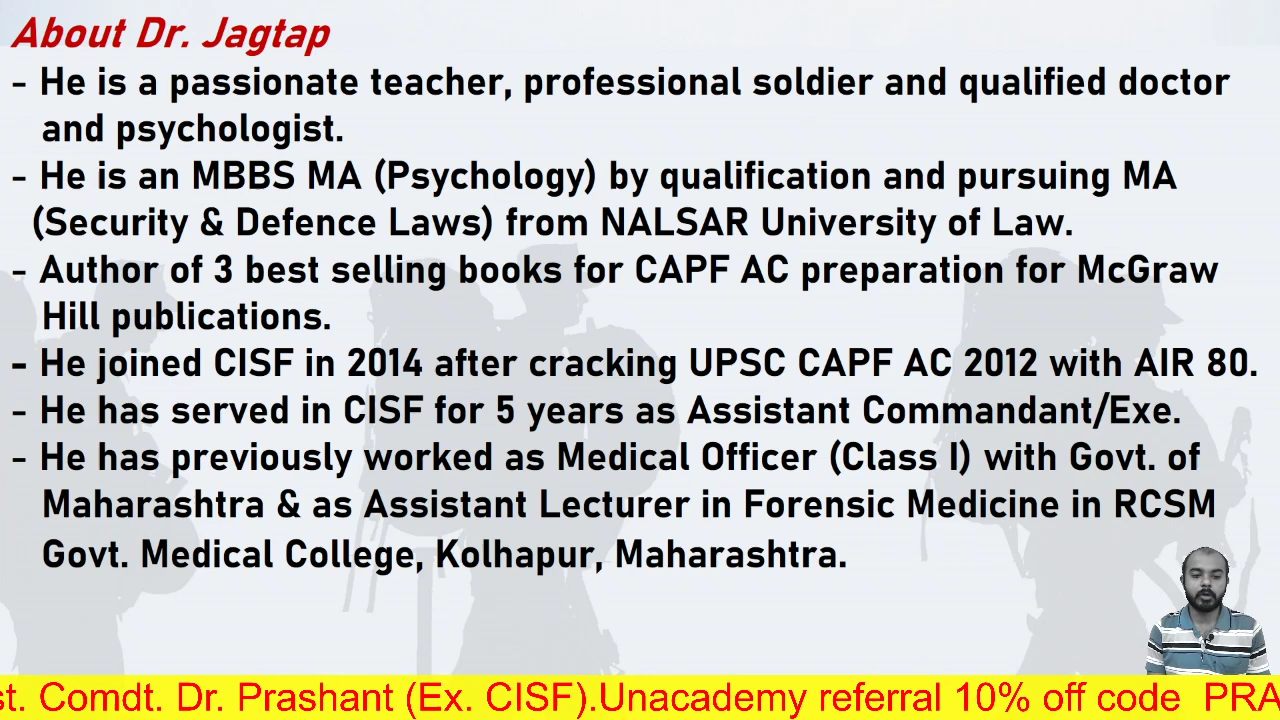 About Dr. Jagtap
- He is a passionate teacher, professional soldier and qualified doctor
and psychologist.
- He is an MBBS MA (Psychology) by qualification and pursuing MA
(Security & Defence Laws) from NALSAR University of Law.
- Author of 3 best selling books for CAPF AC preparation for McGraw
Hill publications.
- He joined CISF in 2014 after cracking UPSC CAPF AC 2012 with AIR 80.
- He has served in CISF for 5 years as Assistant Commandant/Exe.
- He has previously worked as Medical Officer (Class I) with Govt. of
Maharashtra & as Assistant Lecturer in Forensic Medicine in RCSM
Govt. Medical College, Kolhapur, Maharashtra.
st. Comdt. Dr. Prashant (Ex. CISF).Unacademy referral 10% off code PRA